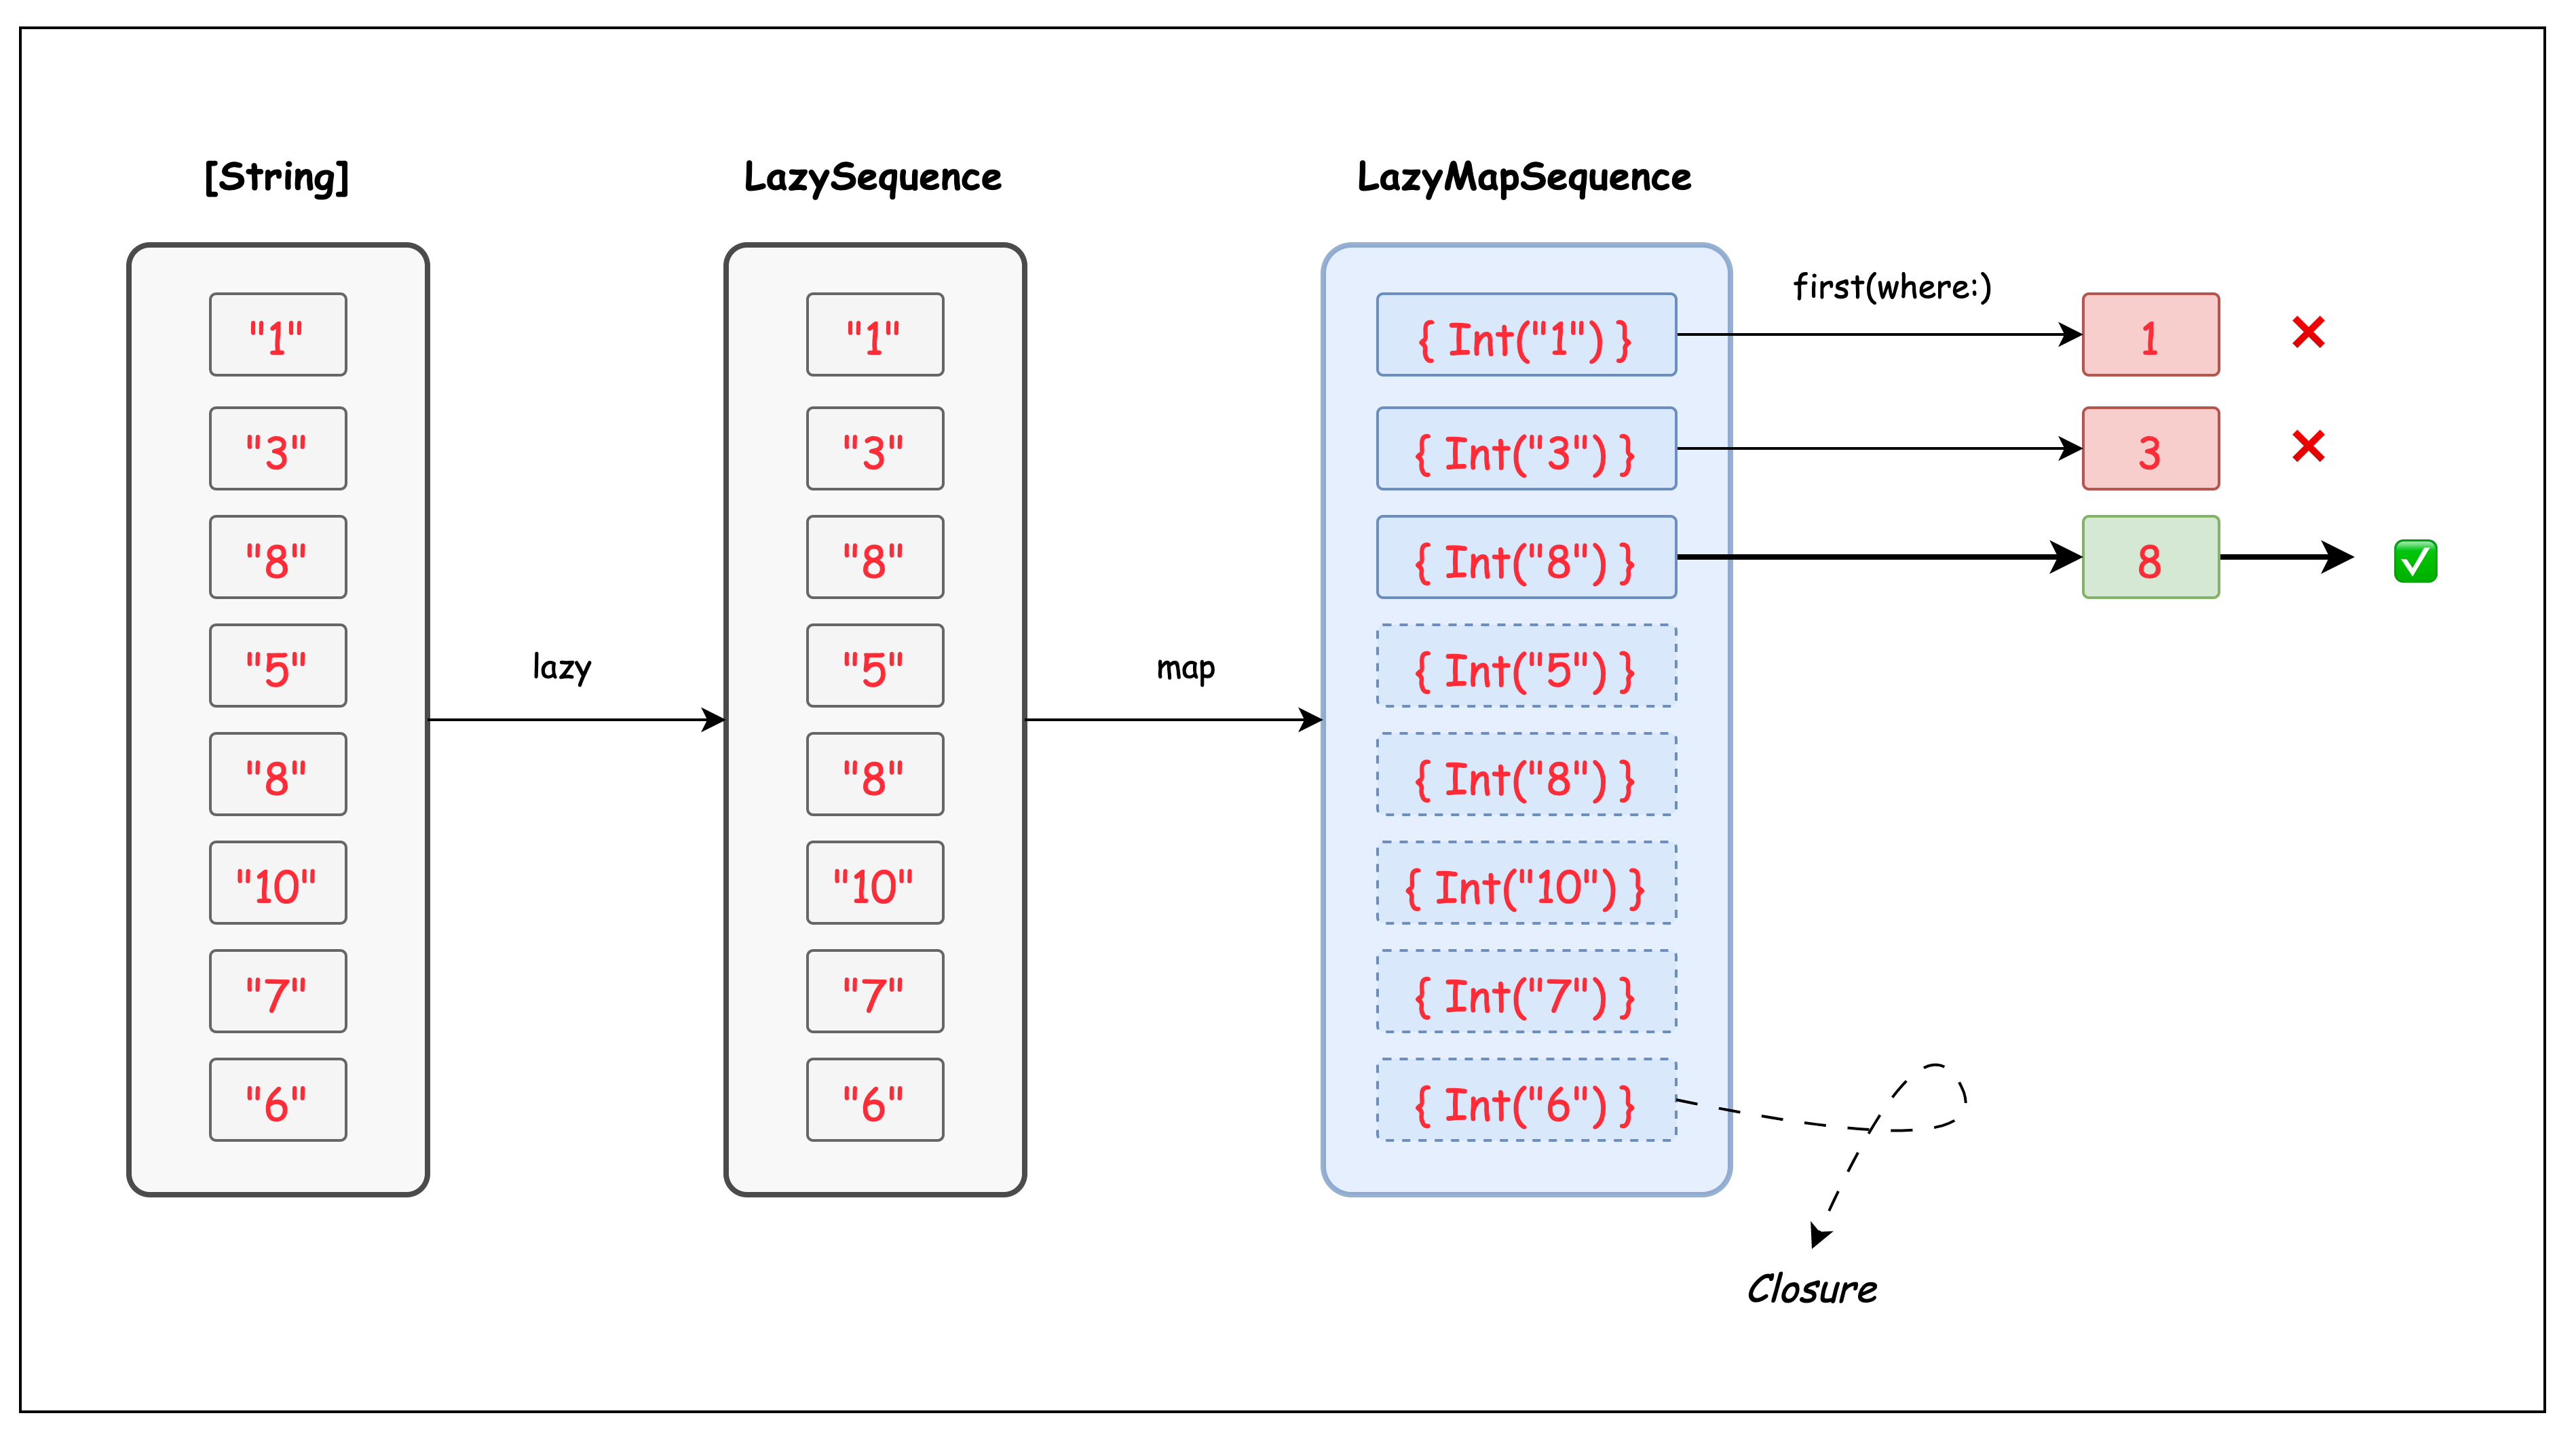 [String]
"1"
"3"
"8"
"5"
"8"
"10"
"7"
"6"
lazy
LazySequence
"1"
"3"
"8"
"5"
"8"
"10"
"7"
"6"
map
LazyMapSequence
{ Int("1") }
{ Int("3") }
{ Int("8") }
{ Int("5") }
{ Int("8") }
{ Int("10") }
{ Int("7") }
{ Int("6") }
first(where:)
1
3
8
Closure